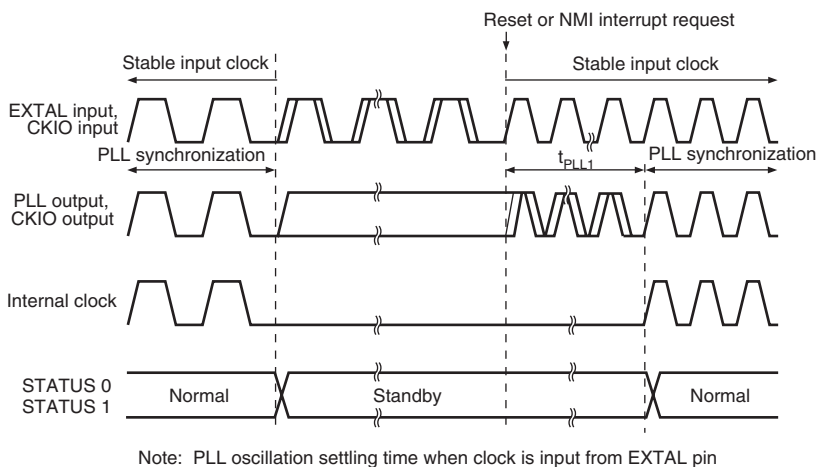 Reset or NMI interrupt request
Stable input clock
Stable input clock
EXTAL input,
CKIO input
PLL synchronization
tPLL1
PLL synchronization
PLL output,
CKIO output
Internal clock
STATUS 0
STATUS 1
Normal
Standby
Normal
Note: PLL oscillation settling time when clock is input from EXTAL pin